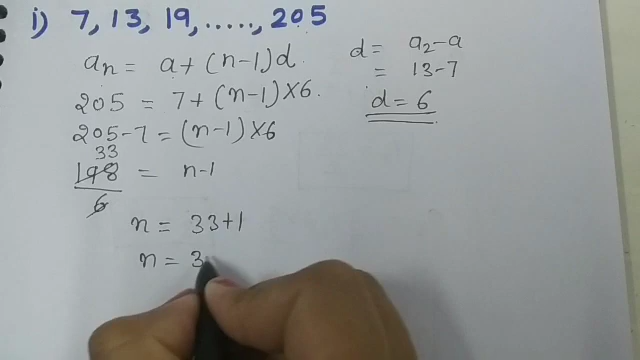 i) 7, 13, 19, ....., 205
aₙ = a + (n-1)d.
205 = 7 + (n-1)×6.
205-7 = (n-1)×6
33
198 = n-1
6
n = 33+1
n = 3
d = a₂-a
= 13-7
d = 6